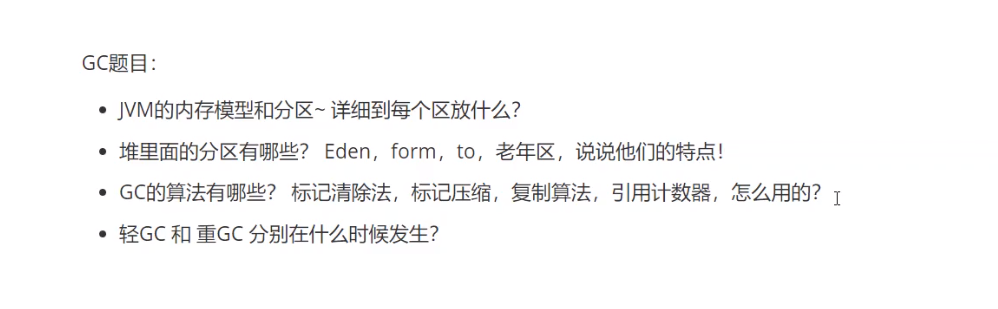 GC题目：
JVM的内存模型和分区~ 详细到每个区放什么？
堆里面的分区有哪些？ Eden，form，to，老年区，说说他们的特点！
GC的算法有哪些？ 标记清除法，标记压缩，复制算法，引用计数器，怎么用的？
轻GC 和 重GC 分别在什么时候发生？